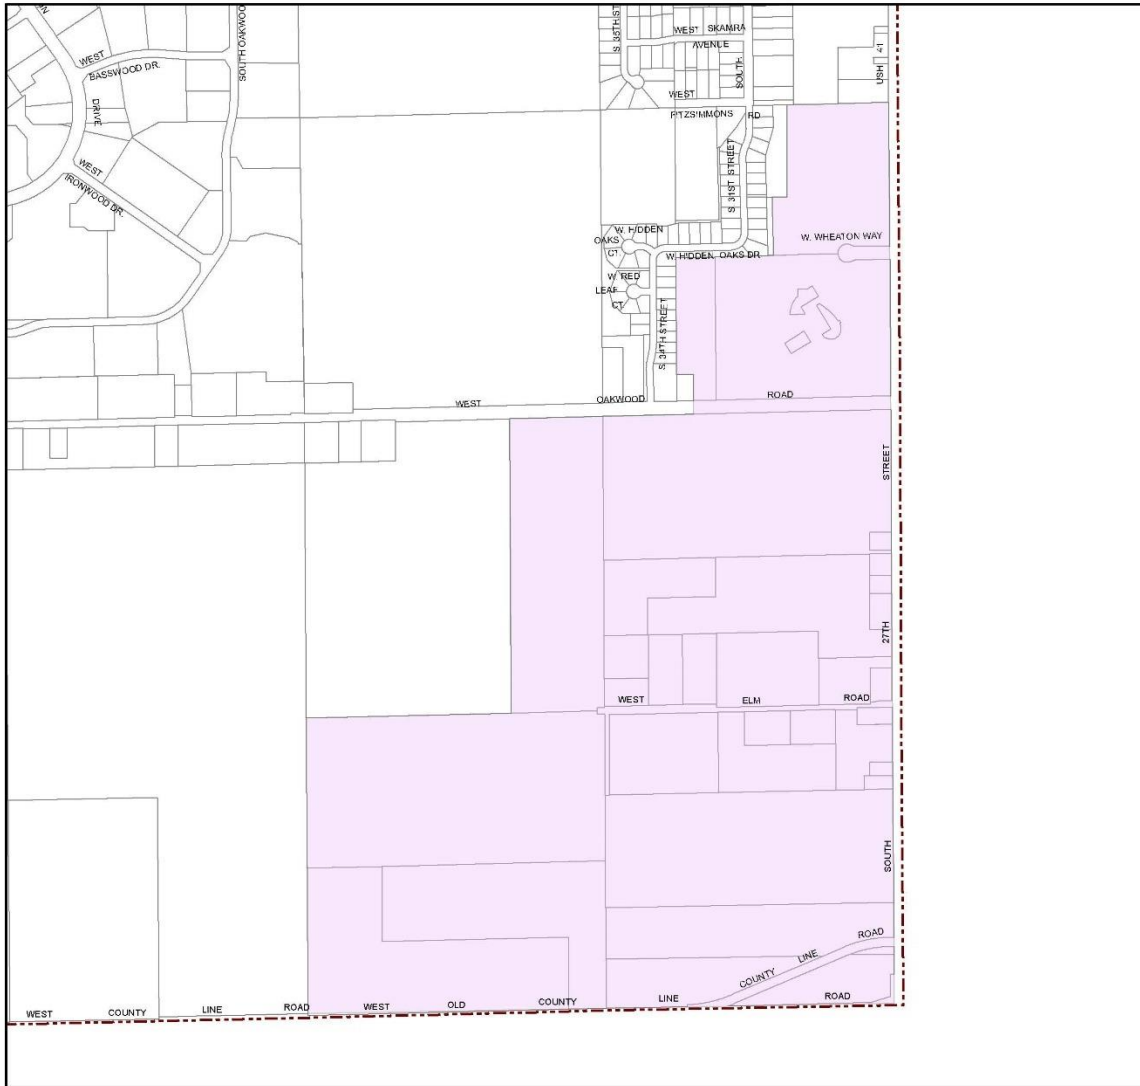 WEST
BASSWOOD DR.
SOUTH OAKWOOD
DRIVE
WEST
IRONWOOD DR.
S. 35TH ST
WEST SKAMRA
AVENUE
SOUTH
USH 41
WEST
FITZSIMMONS RD
S. 31ST STREET
W. HIDDEN
OAKS
CT.
W. HIDDEN OAKS DR
W. WHEATON WAY
W. RED
LEAF
CT.
S. 34TH STREET
WEST OAKWOOD ROAD
STREET
27TH
WEST ELM ROAD
SOUTH
COUNTY LINE ROAD
WEST COUNTY LINE ROAD WEST OLD COUNTY LINE ROAD